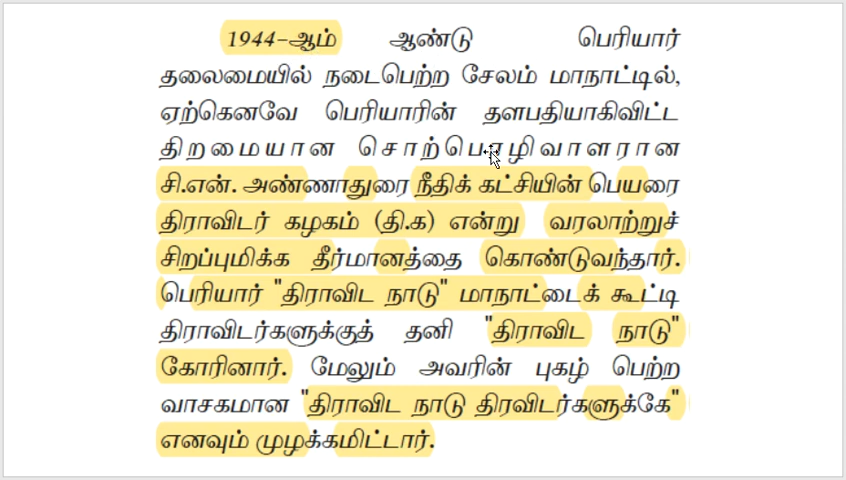 1944-ஆம் ஆண்டு பெரியார்
தலைமையில் நடைபெற்ற சேலம் மாநாட்டில்,
ஏற்கெனவே பெரியாரின் தளபதியாகிவிட்ட
திறமையான சொற்பொழிவாளரான
சி.என். அண்ணாதுரை நீதிக் கட்சியின் பெயரை
திராவிடர் கழகம் (தி.க) என்று வரலாற்றுச்
சிறப்புமிக்க தீர்மானத்தை கொண்டுவந்தார்.
பெரியார் "திராவிட நாடு" மாநாட்டைக் கூட்டி
திராவிடர்களுக்குத் தனி "திராவிட நாடு"
கோரினார். மேலும் அவரின் புகழ் பெற்ற
வாசகமான "திராவிட நாடு திரவிடர்களுக்கே"
எனவும் முழக்கமிட்டார்.